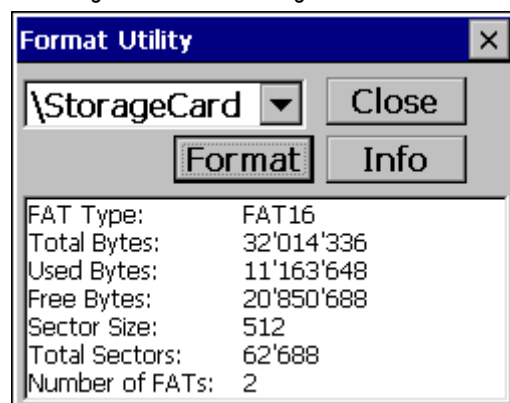 Format Utility
\StorageCard
Close
Format
Info
FAT Type: FAT16
Total Bytes: 32'014'336
Used Bytes: 11'163'648
Free Bytes: 20'850'688
Sector Size: 512
Total Sectors: 62'688
Number of FATs: 2